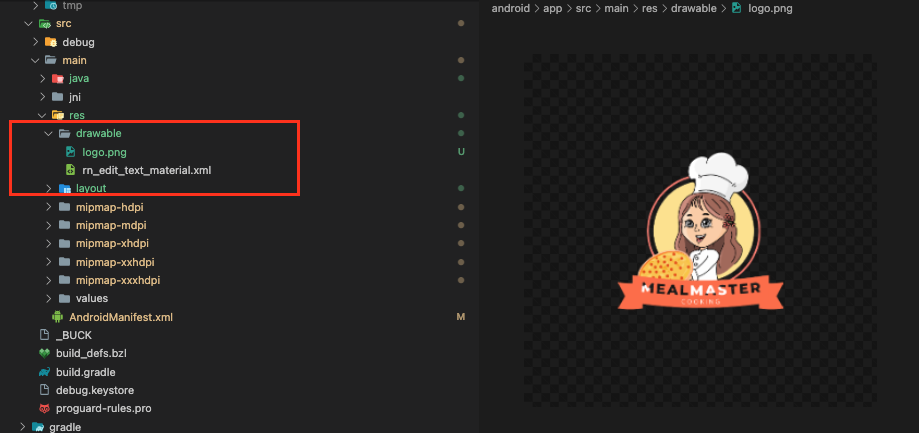 tmp
src
debug
main
java
jni
res
drawable
logo.png U
rn_edit_text_material.xml
layout
mipmap-hdpi
mipmap-mdpi
mipmap-xhdpi
mipmap-xxhdpi
mipmap-xxxhdpi
values
AndroidManifest.xml M
_BUCK
build_defs.bzl
build.gradle
debug.keystore
proguard-rules.pro
gradle
android > app > src > main > res > drawable > logo.png
MEALMASTER
COOKING